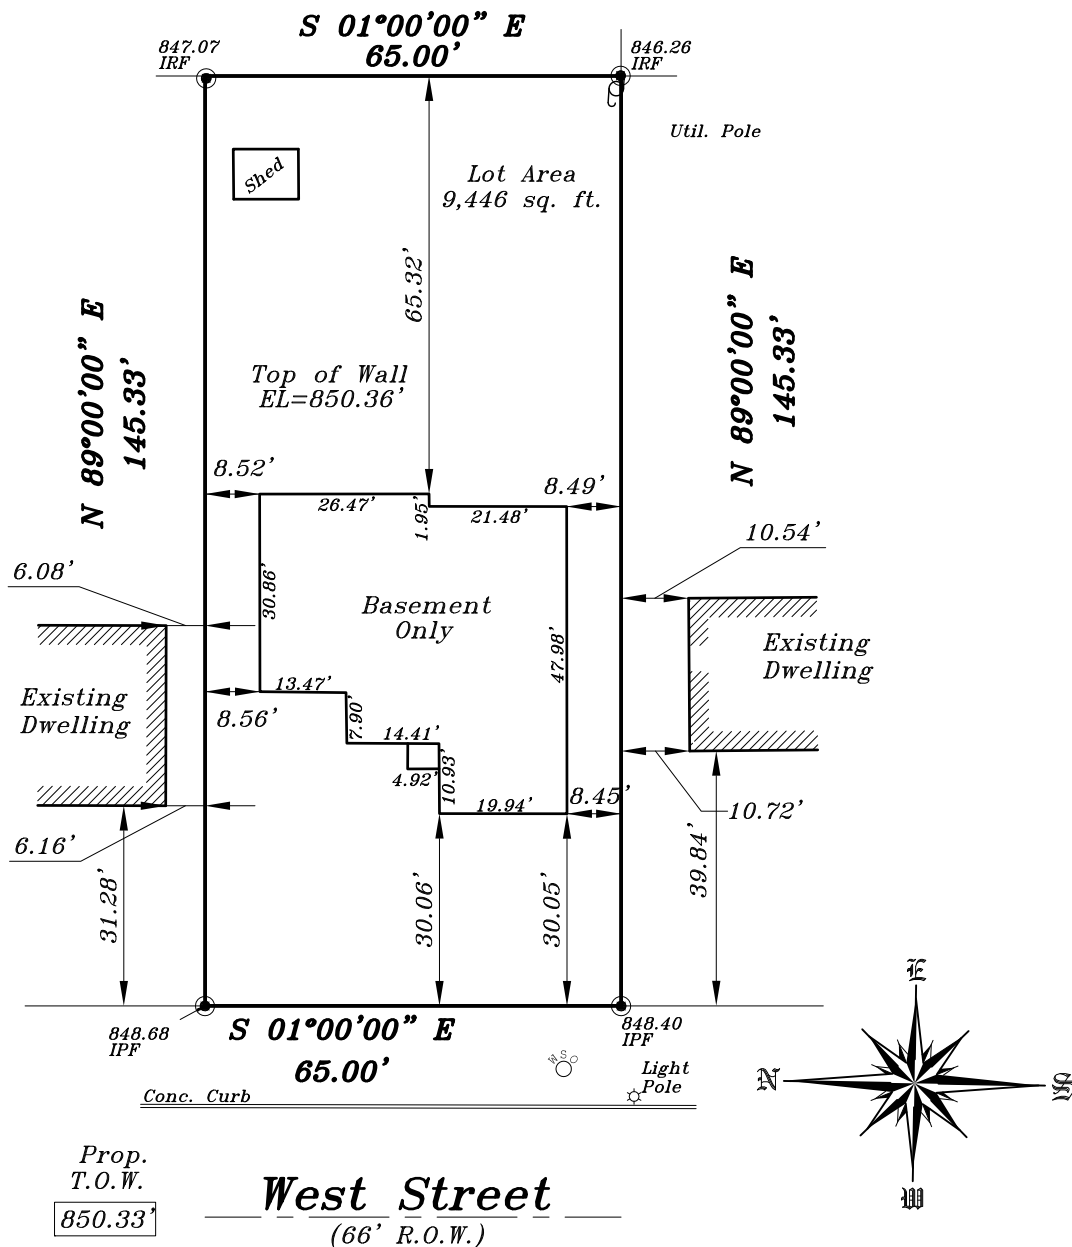 S 01°00'00" E
65.00'
847.07
IRF
846.26
IRF
Util. Pole
Shed
Lot Area
9,446 sq. ft.
65.32'
N 89°00'00" E
145.33'
N 89°00'00" E
145.33'
Top of Wall
EL=850.36'
8.52'
26.47'
1.95'
21.48'
8.49'
10.54'
6.08'
30.86'
Basement
Only
47.98'
Existing
Dwelling
Existing
Dwelling
13.47'
8.56'
7.90'
14.41'
4.92'
10.93'
19.94'
8.45'
10.72'
6.16'
31.28'
30.06'
30.05'
39.84'
848.68
IPF
S 01°00'00" E
65.00'
848.40
IPF
WSO
Light
Pole
Conc. Curb
E
N
S
W
Prop.
T.O.W.
850.33'
West Street
(66' R.O.W.)